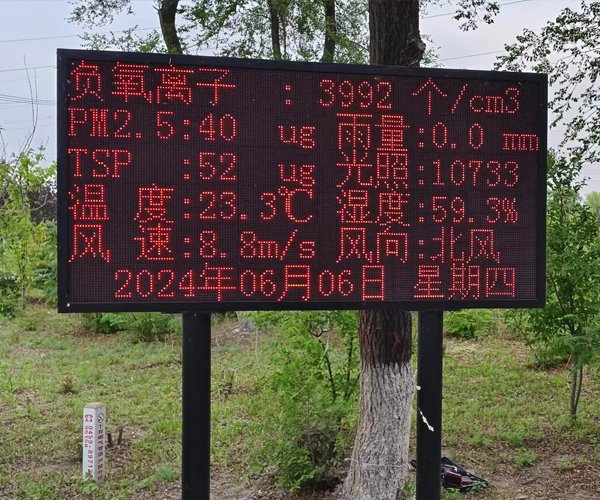 负氧离子 : 3992 个/cm3
PM2.5:40 ug 雨量:0.0 mm
TSP :52 ug 光照:10733
温 度:23.3℃ 湿度:59.3%
风 速:8.8m/s 风向:北风
2024年06月06日 星期四